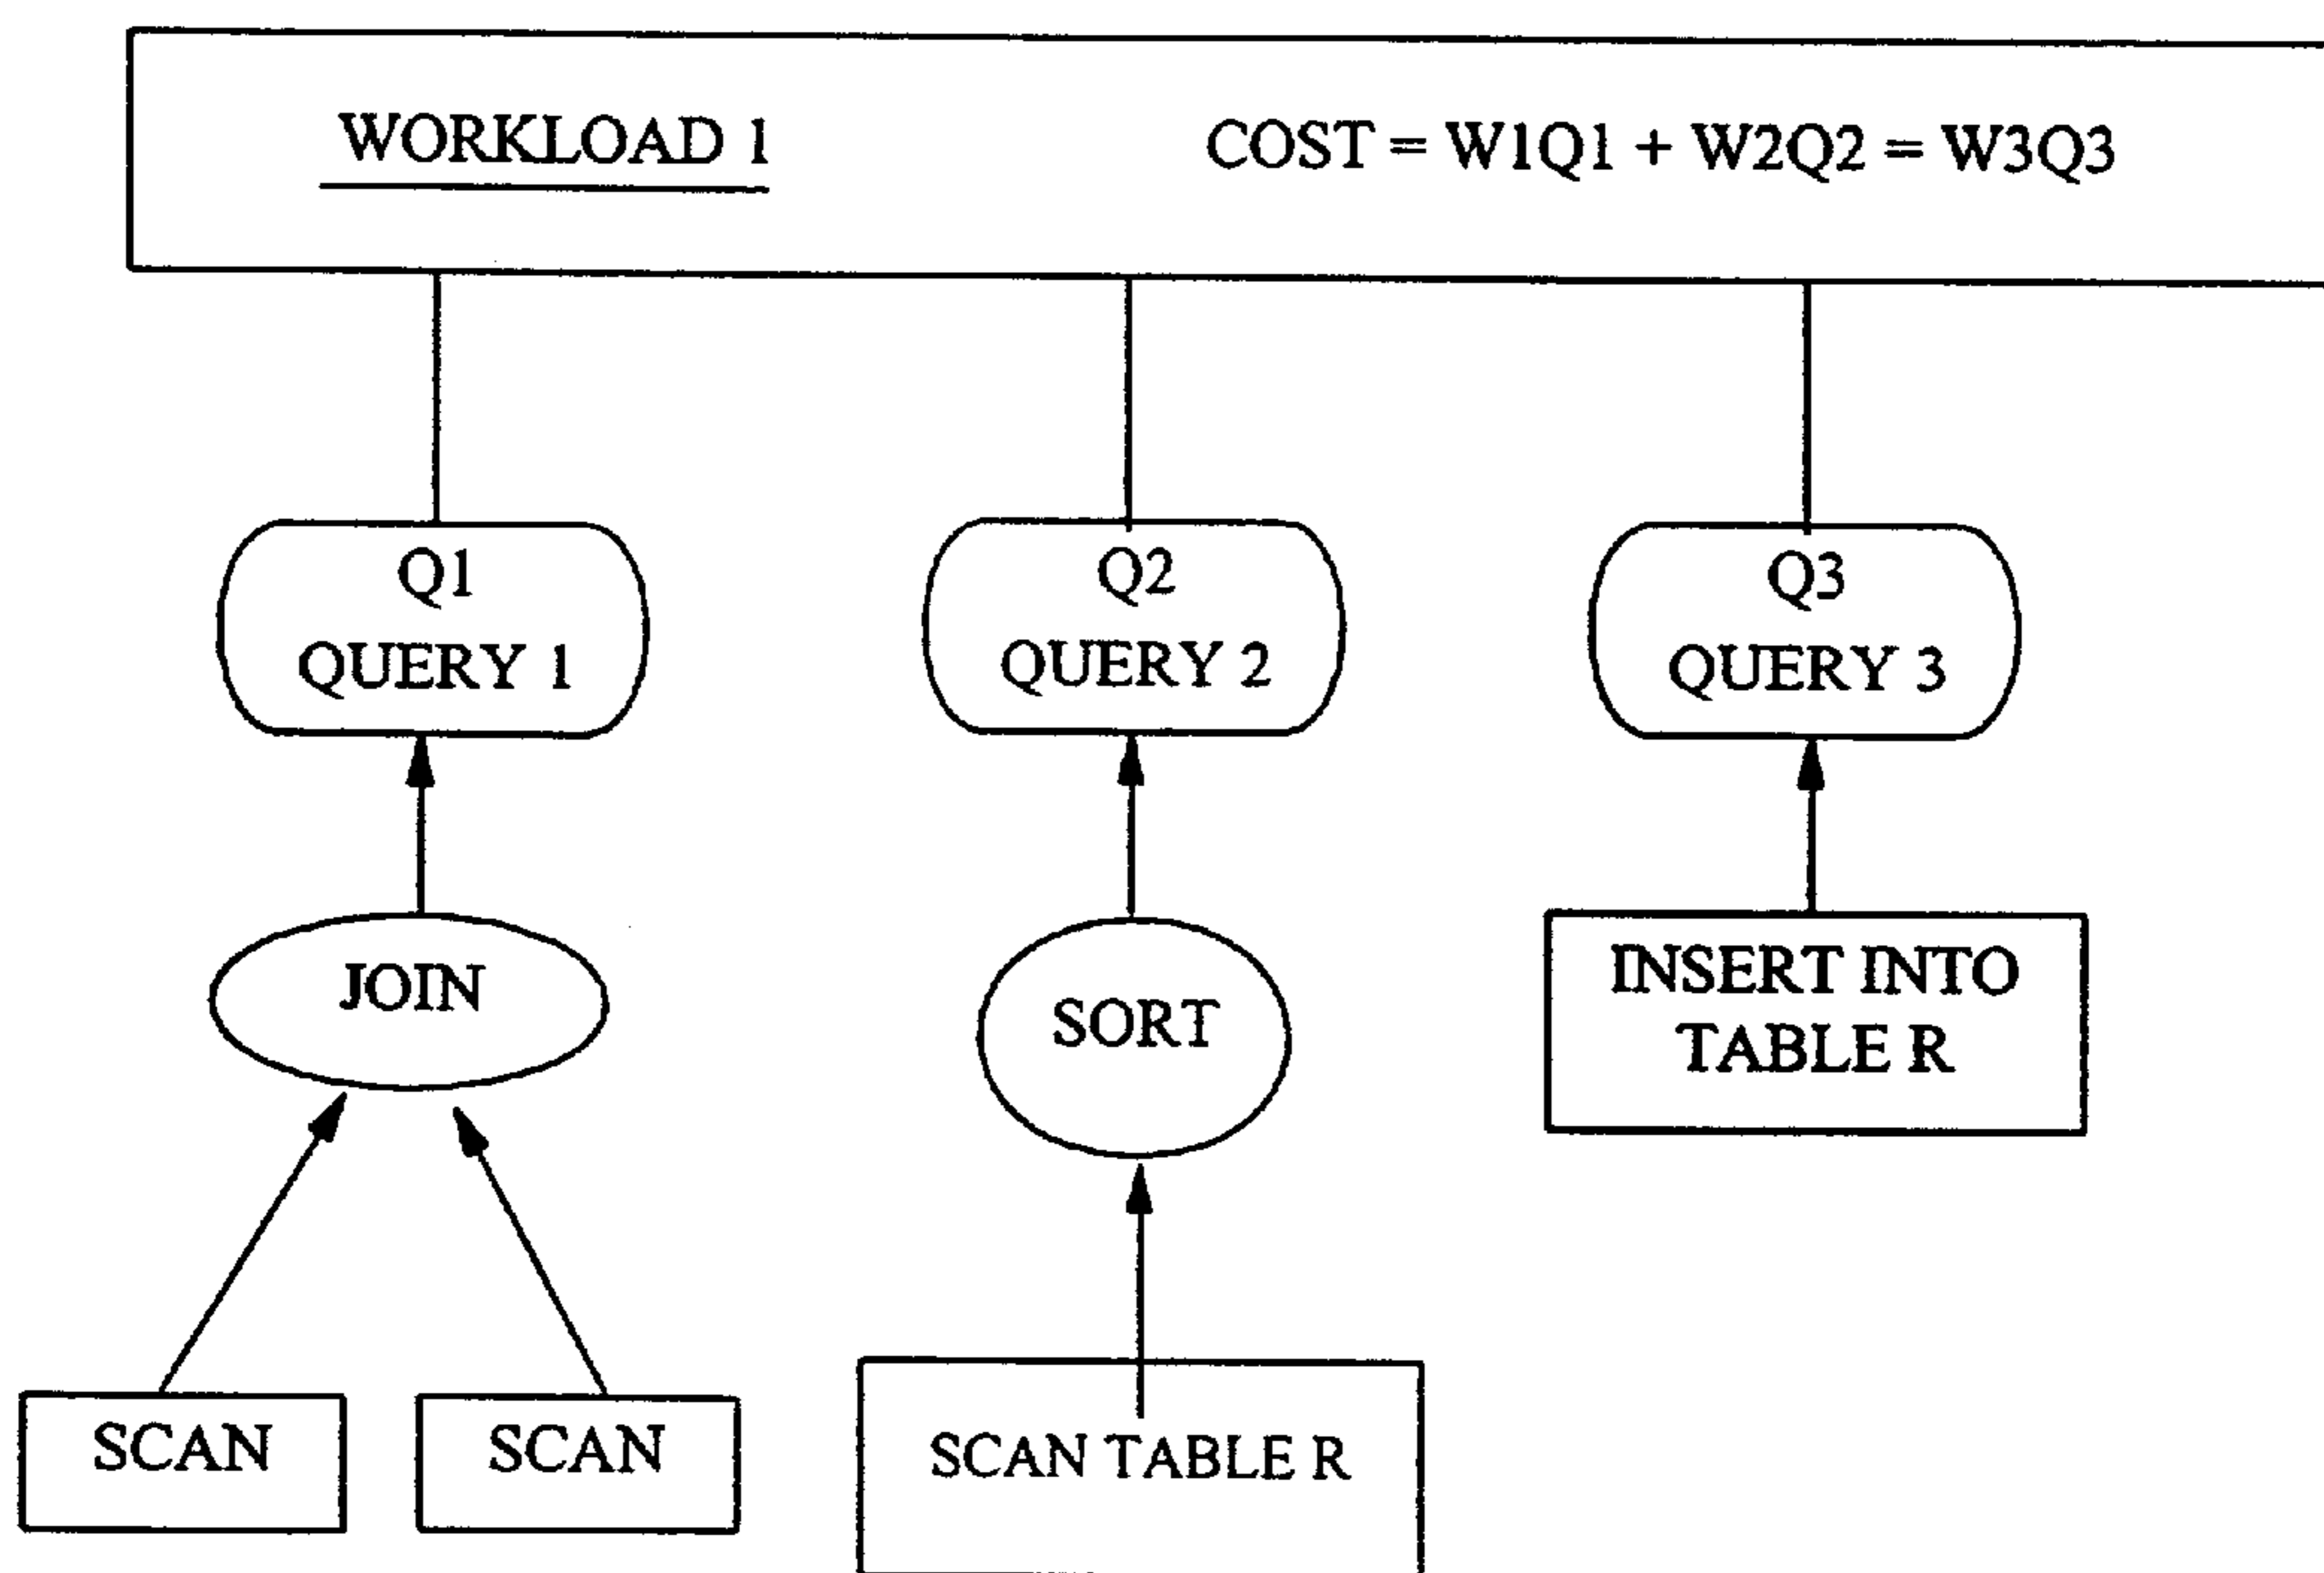 WORKLOAD 1
COST = W1Q1 + W2Q2 = W3Q3
Q1
QUERY 1
Q2
QUERY 2
Q3
QUERY 3
JOIN
SORT
INSERT INTO
TABLE R
SCAN
SCAN
SCAN TABLE R